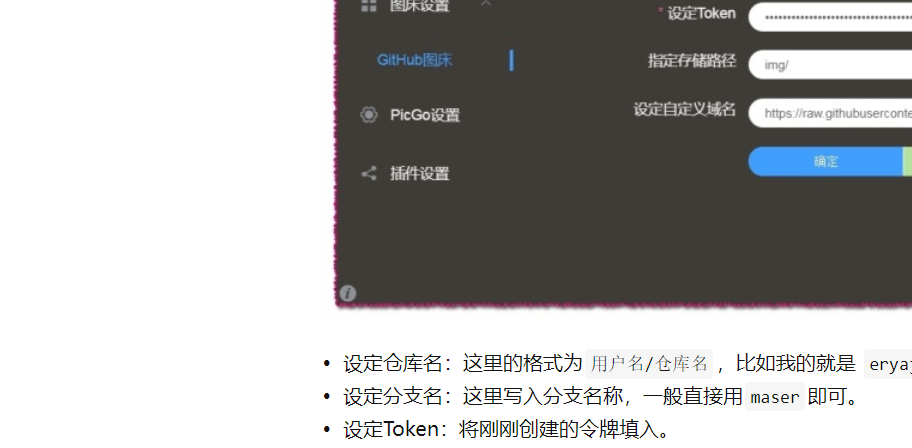 图床设置
* 设定Token
GitHub图床
指定存储路径 img/
设定自定义域名 https://raw.githubuserconte
PicGo设置
确定
插件设置
• 设定仓库名：这里的格式为 用户名/仓库名 ，比如我的就是 erya
• 设定分支名：这里写入分支名称，一般直接用 maser 即可。
• 设定Token：将刚刚创建的令牌填入。